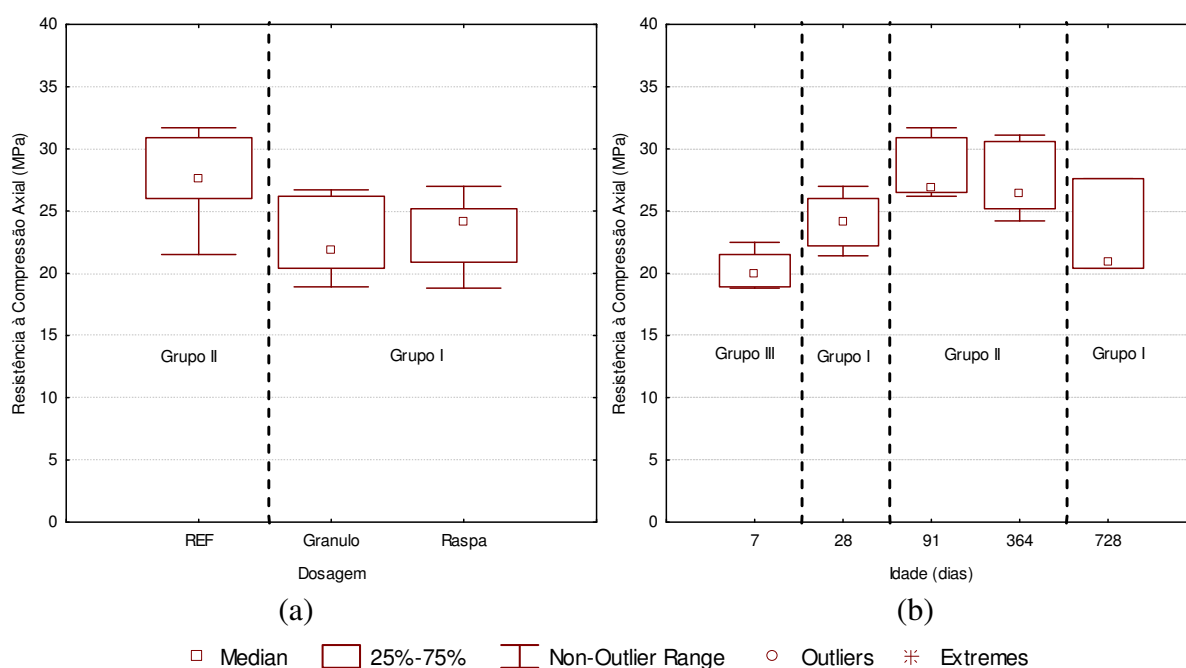 40
35
30
25
20
15
10
5
0
Resistência à Compressão Axial (MPa)
Grupo II
Grupo I
REF
Granulo
Raspa
Dosagem
(a)
40
35
30
25
20
15
10
5
0
Resistência à Compressão Axial (MPa)
Grupo III
Grupo I
Grupo II
Grupo I
7
28
91
364
728
Idade (dias)
(b)
Median
25%-75%
Non-Outlier Range
Outliers
Extremes